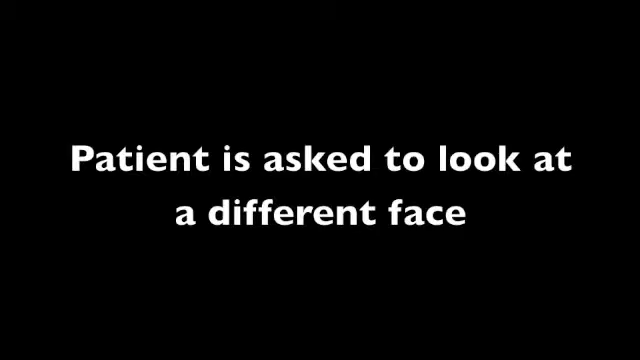 Patient is asked to look at
a different face